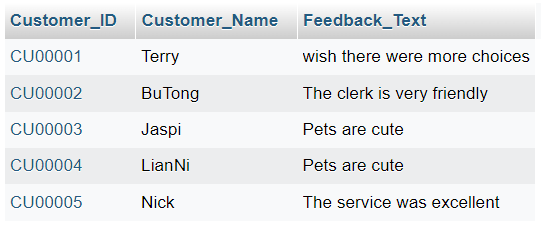 Customer_ID Customer_Name Feedback_Text
CU00001 Terry wish there were more choices
CU00002 BuTong The clerk is very friendly
CU00003 Jaspi Pets are cute
CU00004 LianNi Pets are cute
CU00005 Nick The service was excellent